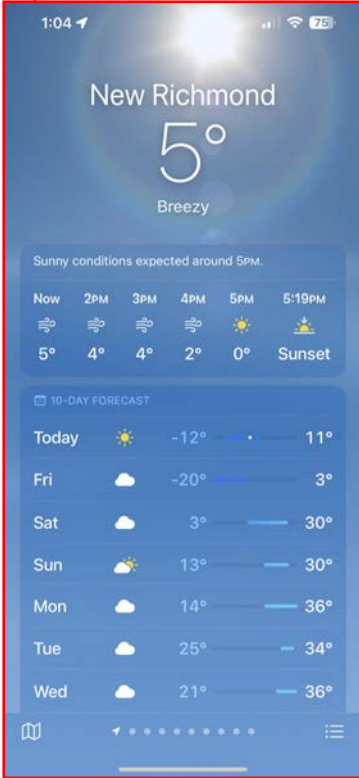 1:04 75
New Richmond
5°
Breezy
Sunny conditions expected around 5PM.
Now 2PM 3PM 4PM 5PM 5:19PM
5° 4° 4° 2° 0° Sunset
10-DAY FORECAST
Today -12° 11°
Fri -20° 3°
Sat 3° 30°
Sun 13° 30°
Mon 14° 36°
Tue 25° 34°
Wed 21° 36°